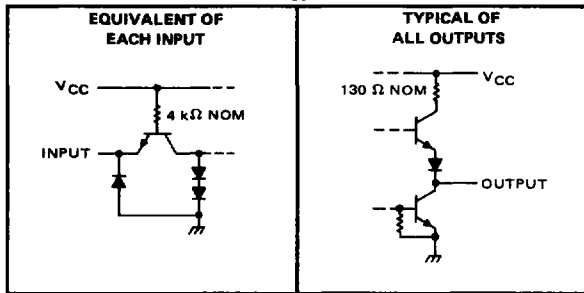 EQUIVALENT OF
EACH INPUT
VCC
4 kΩ NOM
INPUT
TYPICAL OF
ALL OUTPUTS
VCC
130 Ω NOM
OUTPUT